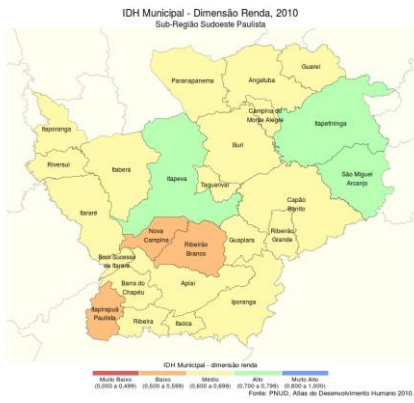 IDH Municipal - Dimensão Renda, 2010
Sub-Região Sudoeste Paulista
Guareí
Angatuba
Paranapanema
Campina do
Monte Alegre
Itapetininga
Itaporanga
Riversul
Itaberá
Buri
Itapeva
Taquarivaí
São Miguel
Arcanjo
Itararé
Capão
Bonito
Nova
Campina
Ribeirão
Branco
Guapiara
Ribeirão
Grande
Bom Sucesso
de Itararé
Barra do
Chapéu
Apiaí
Iporanga
Itapirapuã
Paulista
Ribeira
Itaóca
IDH Municipal - dimensão renda
Muito Baixo
(0,000 a 0,499)
Baixo
(0,500 a 0,599)
Médio
(0,600 a 0,699)
Alto
(0,700 a 0,799)
Muito Alto
(0,800 a 1,000)
Fonte: PNUD, Atlas do Desenvolvimento Humano 2010.